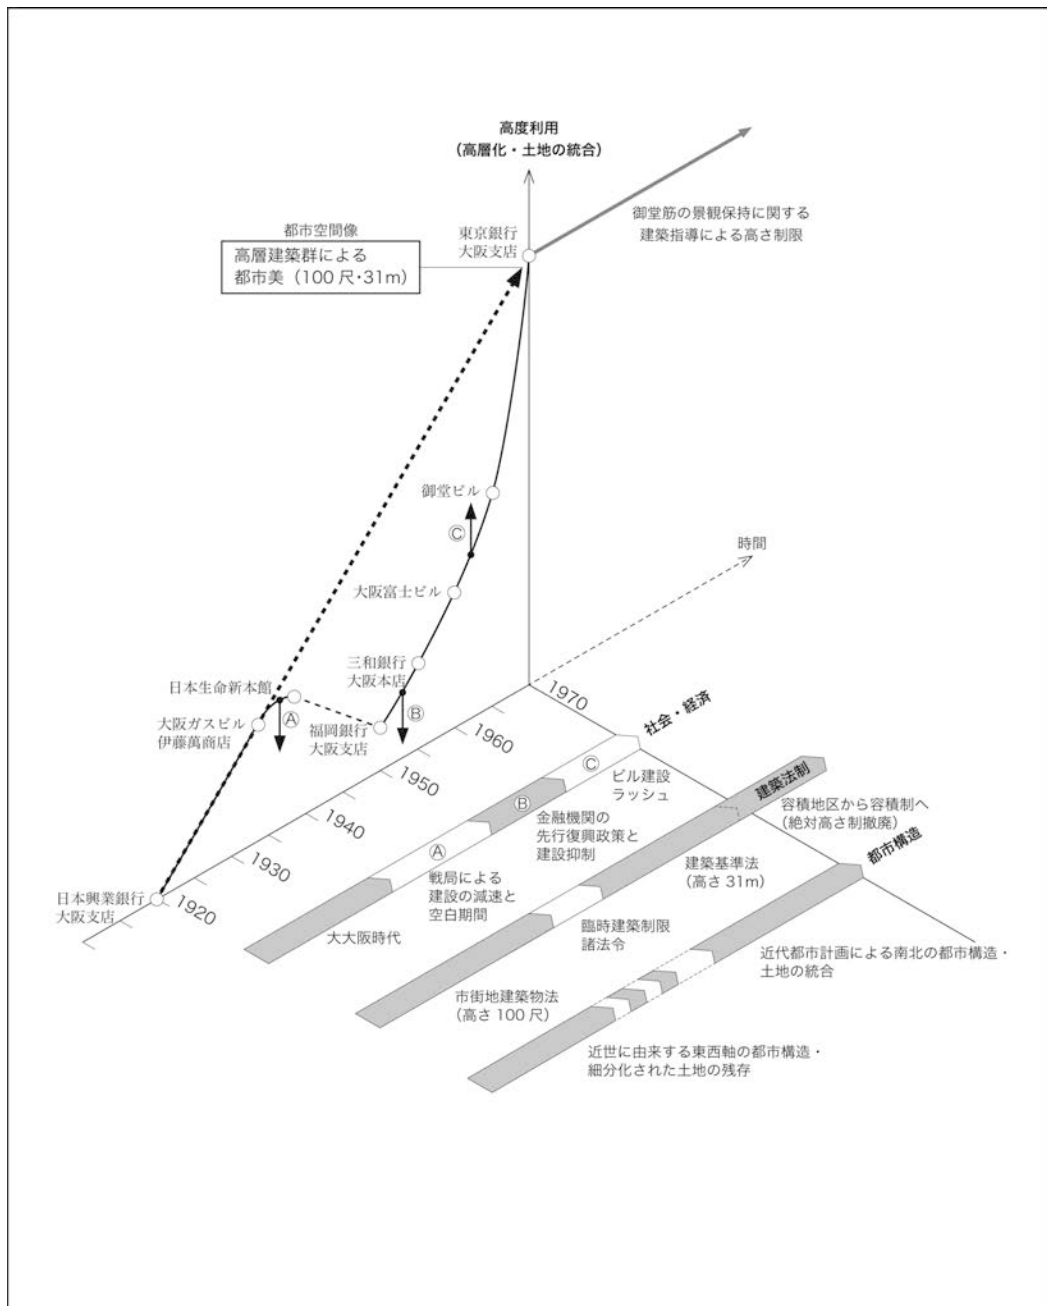 高度利用
（高層化・土地の統合）
御堂筋の景観保持に関する
建築指導による高さ制限
都市空間像
高層建築群による
都市美（100 尺・31m）
東京銀行
大阪支店
御堂ビル
Ⓒ
大阪富士ビル
時間
三和銀行
大阪本店
日本生命新本館
Ⓐ
大阪ガスビル
伊藤萬商店
福岡銀行
大阪支店
Ⓑ
日本興業銀行
大阪支店
1920
1930
1940
1950
1960
1970
社会・経済
Ⓒ
ビル建設
ラッシュ
Ⓑ
金融機関の
先行復興政策と
建設抑制
Ⓐ
戦局による
建設の減速と
空白期間
大大阪時代
建築法制
容積地区から容積制へ
（絶対高さ制撤廃）
建築基準法
（高さ 31m）
臨時建築制限
諸法令
市街地建築物法
（高さ 100 尺）
都市構造
近代都市計画による南北の都市構造・
土地の統合
近世に由来する東西軸の都市構造・
細分化された土地の残存